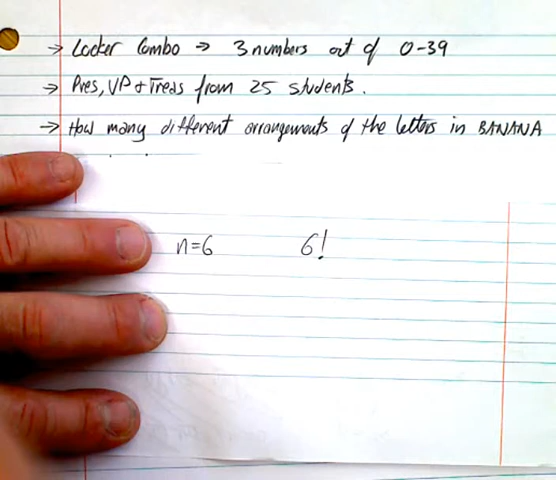 → Locker Combo → 3 numbers out of 0-39
→ Pres, VP + Treas from 25 students.
→ How many different arrangements of the letters in BANANA
n=6 6!